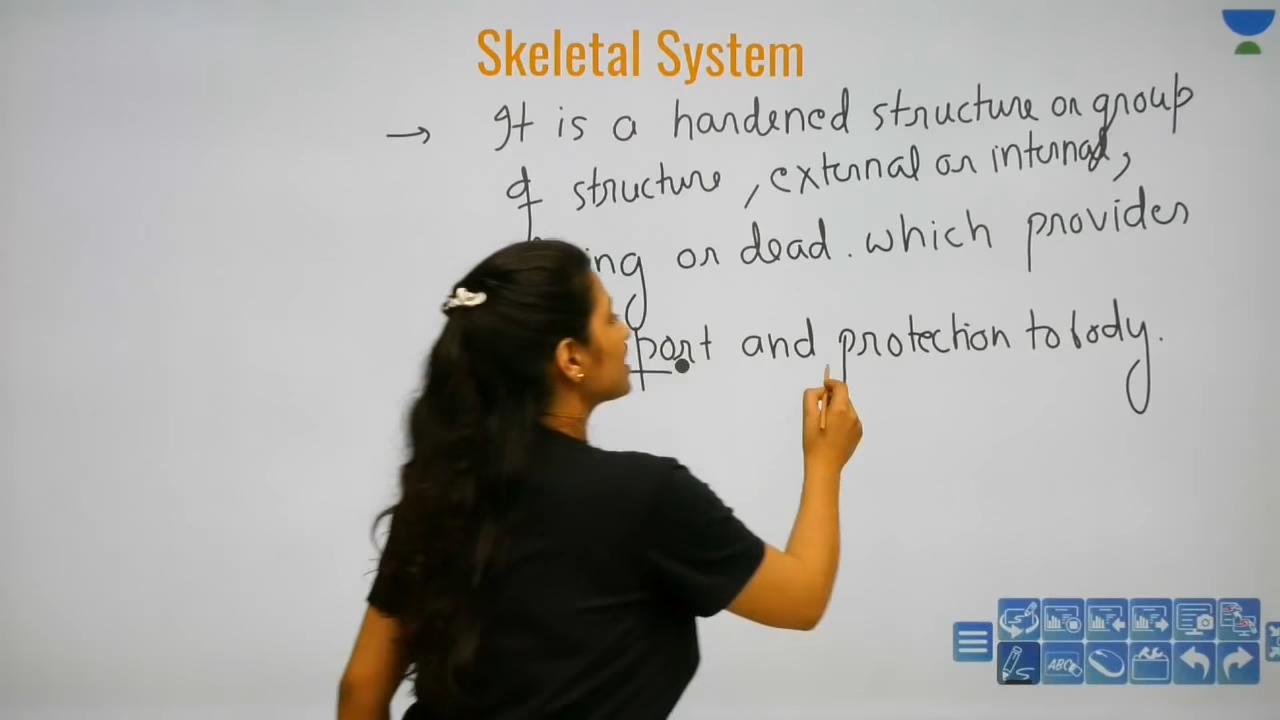 Skeletal System
→ It is a hardened structure or group
of structure, external or internal,
or dead. which provides
and protection to body.
ABC